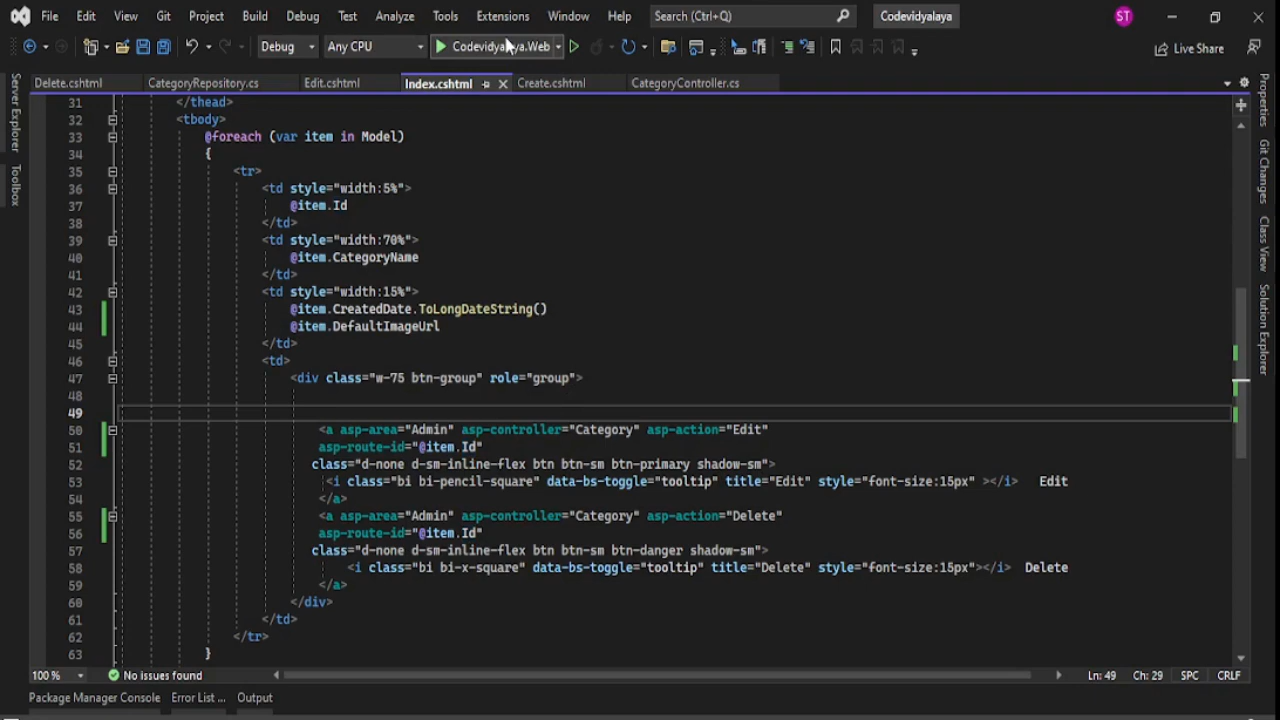 File Edit View Git Project Build Debug Test Analyze Tools Extensions Window Help Search (Ctrl+Q) Codevidyalaya ST
Debug Any CPU Codevidyalaya.Web Live Share
Delete.cshtml CategoryRepository.cs Edit.cshtml Index.cshtml Create.cshtml CategoryController.cs
Server Explorer
Toolbox
31 </thead>
32 <tbody>
33 @foreach (var item in Model)
34 {
35 <tr>
36 <td style="width:5%">
37 @item.Id
38 </td>
39 <td style="width:70%">
40 @item.CategoryName
41 </td>
42 <td style="width:15%">
43 @item.CreatedDate.ToLongDateString()
44 @item.DefaultImageUrl
45 </td>
46 <td>
47 <div class="w-75 btn-group" role="group">
48
49
50 <a asp-area="Admin" asp-controller="Category" asp-action="Edit"
51 asp-route-id="@item.Id"
52 class="d-none d-sm-inline-flex btn btn-sm btn-primary shadow-sm">
53 <i class="bi bi-pencil-square" data-bs-toggle="tooltip" title="Edit" style="font-size:15px" ></i> Edit
54 </a>
55 <a asp-area="Admin" asp-controller="Category" asp-action="Delete"
56 asp-route-id="@item.Id"
57 class="d-none d-sm-inline-flex btn btn-sm btn-danger shadow-sm">
58 <i class="bi bi-x-square" data-bs-toggle="tooltip" title="Delete" style="font-size:15px"></i> Delete
59 </a>
60 </div>
61 </td>
62 </tr>
63 }
Properties
Git Changes
Class View
Solution Explorer
100 % No issues found Ln: 49 Ch: 29 SPC CRLF
Package Manager Console Error List ... Output